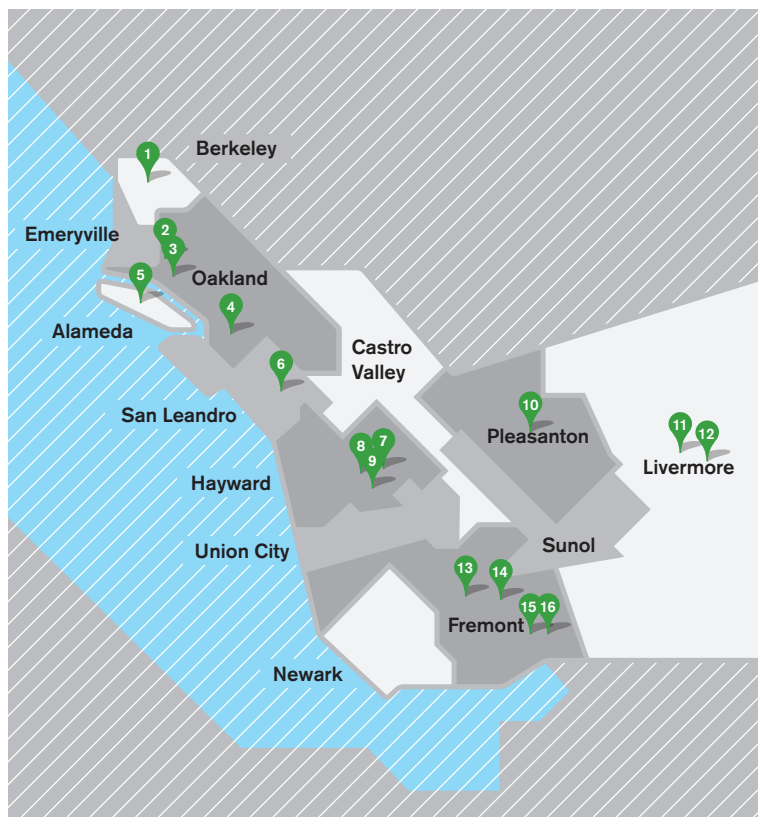 1
Berkeley
2
Emeryville
3
5
Oakland
4
Alameda
Castro
Valley
6
San Leandro
10
Pleasanton
11
12
8
7
9
Livermore
Hayward
Union City
Sunol
13
14
15
16
Fremont
Newark